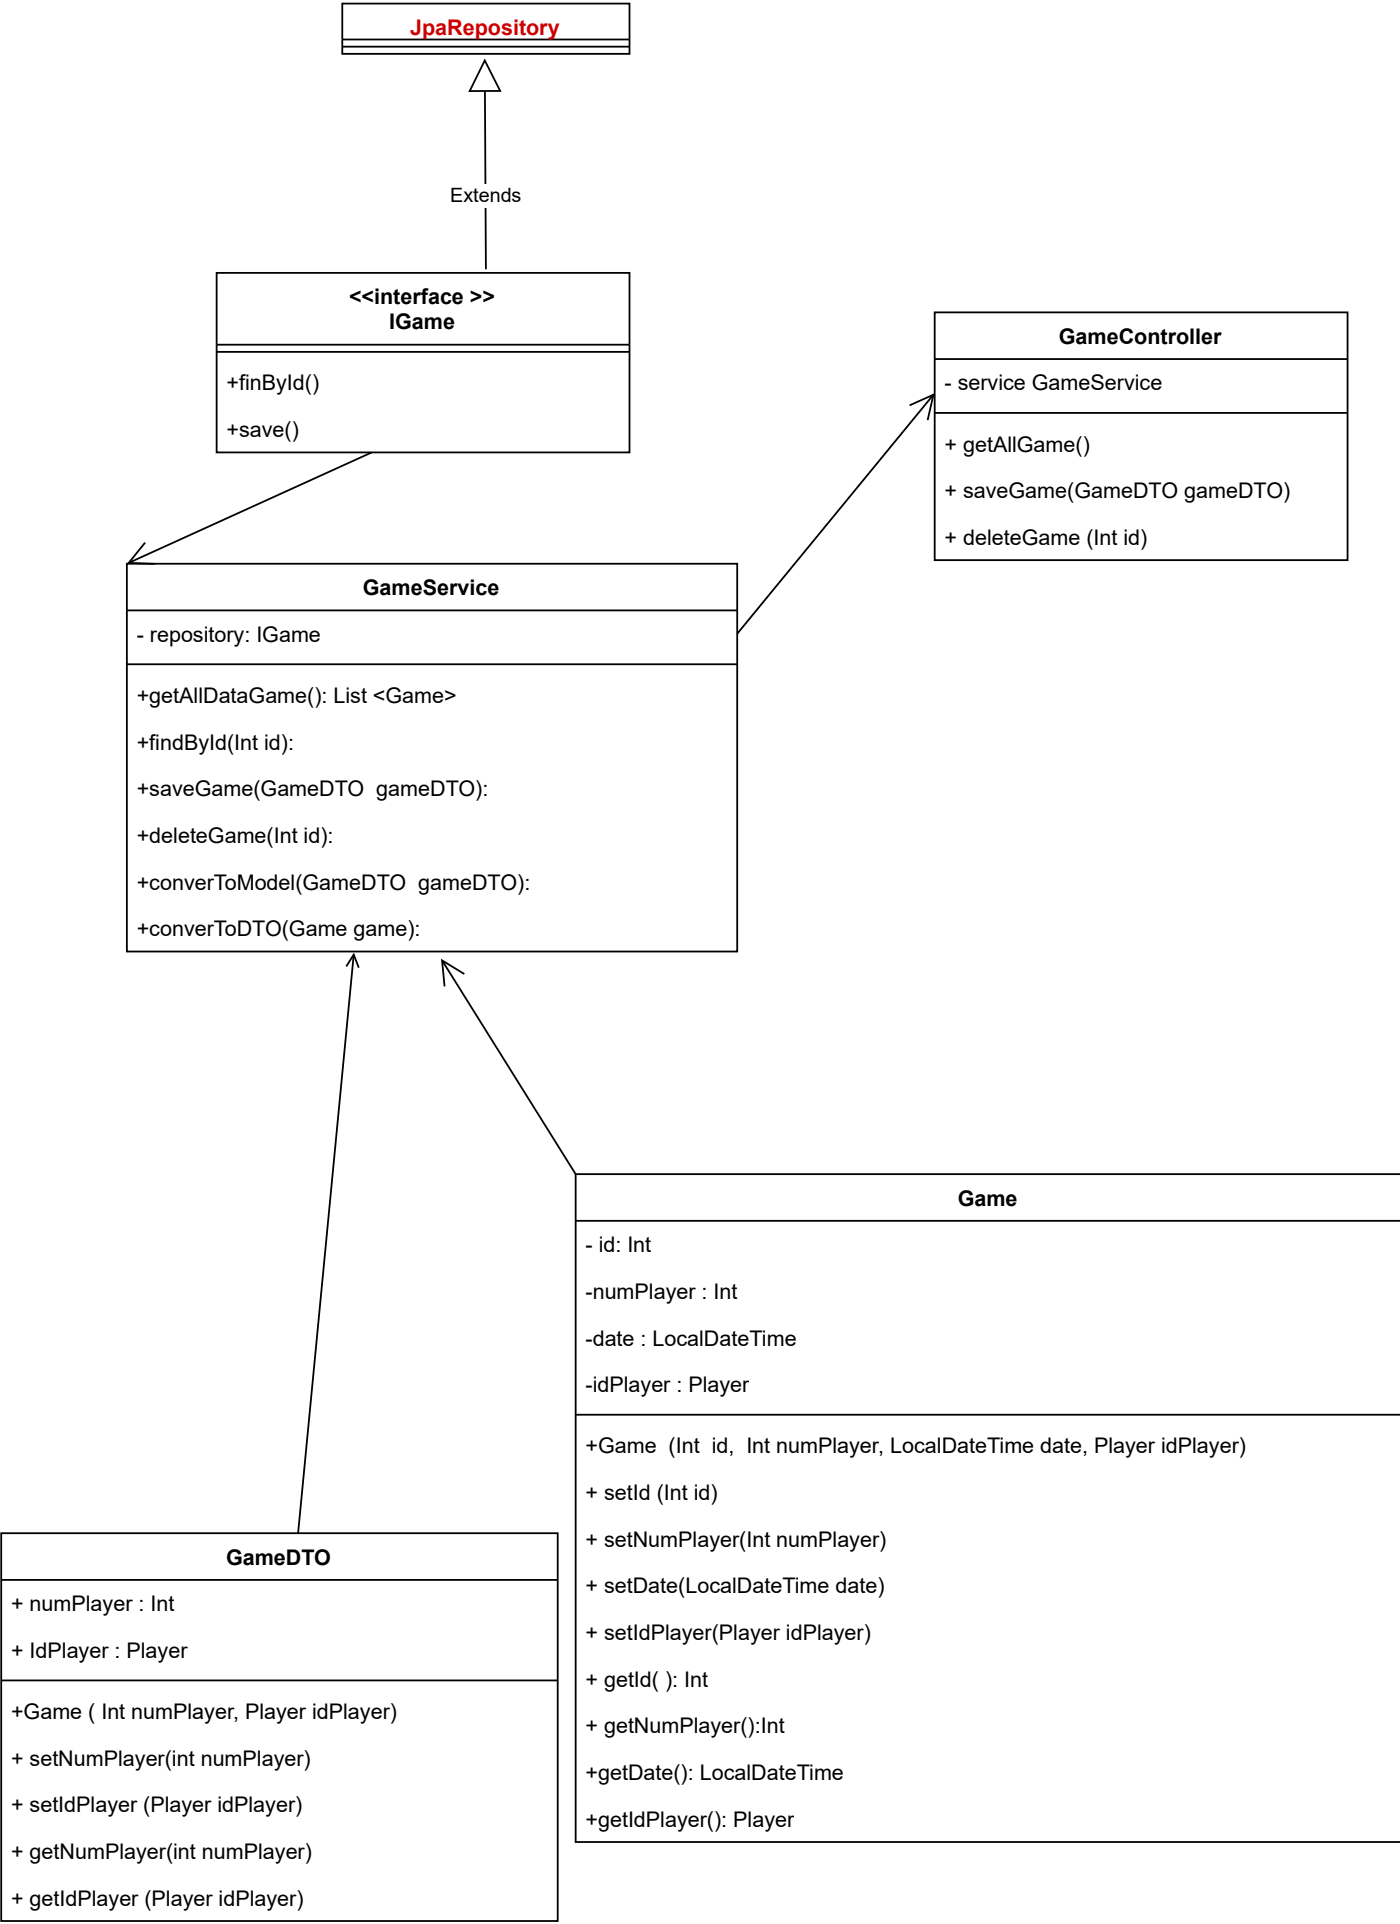 JpaRepository
Extends
<<interface >>
IGame
+finById()
+save()
GameController
- service GameService
+ getAllGame()
+ saveGame(GameDTO gameDTO)
+ deleteGame (Int id)
GameService
- repository: IGame
+getAllDataGame(): List <Game>
+findById(Int id):
+saveGame(GameDTO  gameDTO):
+deleteGame(Int id):
+converToModel(GameDTO  gameDTO):
+converToDTO(Game game):
Game
- id: Int
-numPlayer : Int
-date : LocalDateTime
-idPlayer : Player
+Game  (Int  id,  Int numPlayer, LocalDateTime date, Player idPlayer)
+ setId (Int id)
+ setNumPlayer(Int numPlayer)
+ setDate(LocalDateTime date)
+ setIdPlayer(Player idPlayer)
+ getId( ): Int
+ getNumPlayer():Int
+getDate(): LocalDateTime
+getIdPlayer(): Player
GameDTO
+ numPlayer : Int
+ IdPlayer : Player
+Game ( Int numPlayer, Player idPlayer)
+ setNumPlayer(int numPlayer)
+ setIdPlayer (Player idPlayer)
+ getNumPlayer(int numPlayer)
+ getIdPlayer (Player idPlayer)